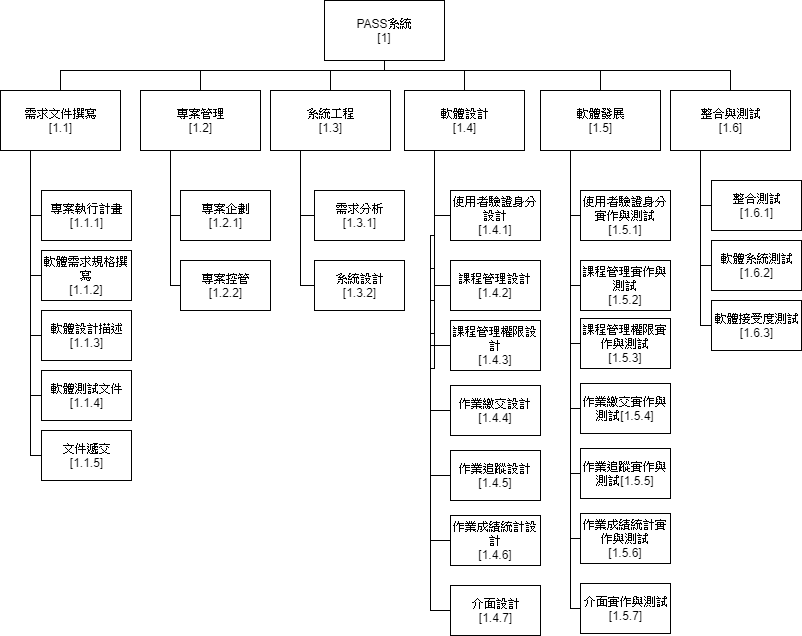 PASS系統
[1]
需求文件撰寫
[1.1]
專案管理
[1.2]
系統工程
[1.3]
軟體設計
[1.4]
軟體發展
[1.5]
整合與測試
[1.6]
專案執行計畫
[1.1.1]
軟體需求規格撰
寫
[1.1.2]
軟體設計描述
[1.1.3]
軟體測試文件
[1.1.4]
文件遞交
[1.1.5]
專案企劃
[1.2.1]
專案控管
[1.2.2]
需求分析
[1.3.1]
系統設計
[1.3.2]
使用者驗證身分
設計
[1.4.1]
課程管理設計
[1.4.2]
課程管理權限設
計
[1.4.3]
作業繳交設計
[1.4.4]
作業追蹤設計
[1.4.5]
作業成績統計設
計
[1.4.6]
介面設計
[1.4.7]
使用者驗證身分
實作與測試
[1.5.1]
課程管理實作與
測試
[1.5.2]
課程管理權限實
作與測試
[1.5.3]
作業繳交實作與
測試[1.5.4]
作業追蹤實作與
測試[1.5.5]
作業成績統計實
作與測試
[1.5.6]
介面實作與測試
[1.5.7]
整合測試
[1.6.1]
軟體系統測試
[1.6.2]
軟體接受度測試
[1.6.3]